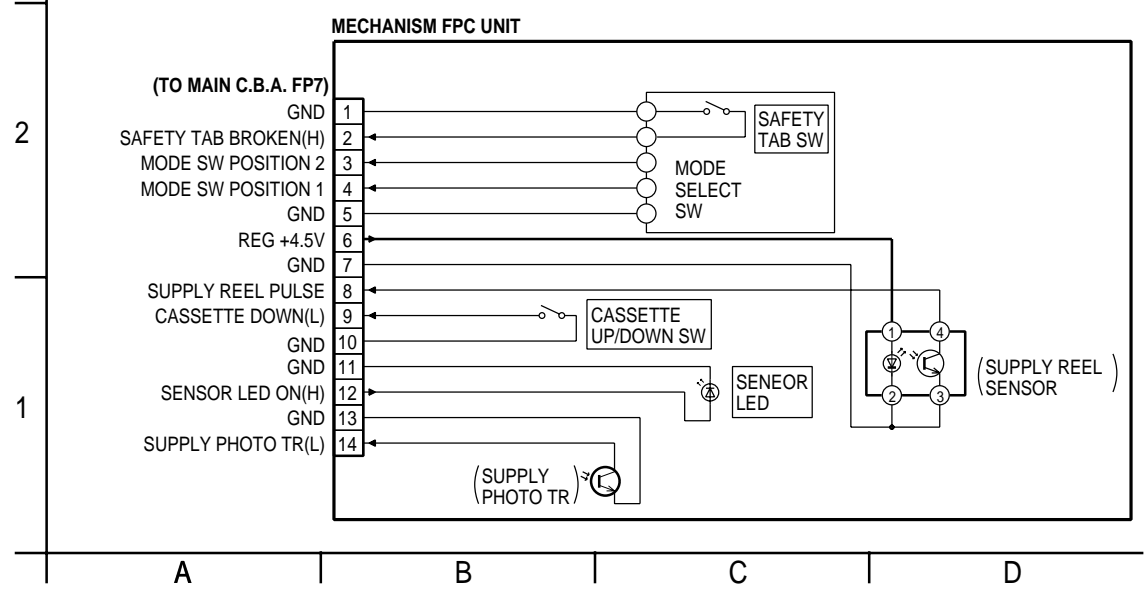 MECHANISM FPC UNIT
(TO MAIN C.B.A. FP7)
GND 1
SAFETY TAB BROKEN(H) 2
MODE SW POSITION 2 3
MODE SW POSITION 1 4
GND 5
REG +4.5V 6
GND 7
SUPPLY REEL PULSE 8
CASSETTE DOWN(L) 9
GND 10
GND 11
SENSOR LED ON(H) 12
GND 13
SUPPLY PHOTO TR(L) 14
SAFETY
TAB SW
MODE
SELECT
SW
CASSETTE
UP/DOWN SW
SENEOR
LED
1 4
2 3
(SUPPLY REEL
SENSOR)
(SUPPLY
PHOTO TR)
2
1
A B C D